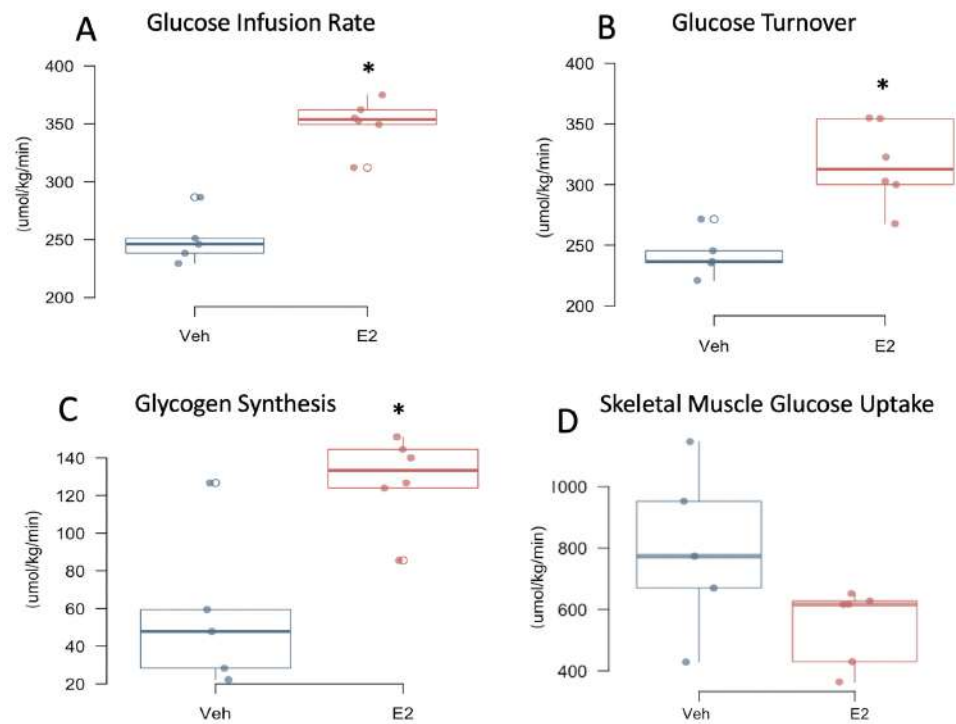 A Glucose Infusion Rate
*
400
350
300
250
200
(umol/kg/min)
Veh E2
B Glucose Turnover
*
400
350
300
250
200
(umol/kg/min)
Veh E2
C Glycogen Synthesis
*
140
120
100
80
60
40
20
(umol/kg/min)
Veh E2
D Skeletal Muscle Glucose Uptake
1000
800
600
400
(umol/kg/min)
Veh E2